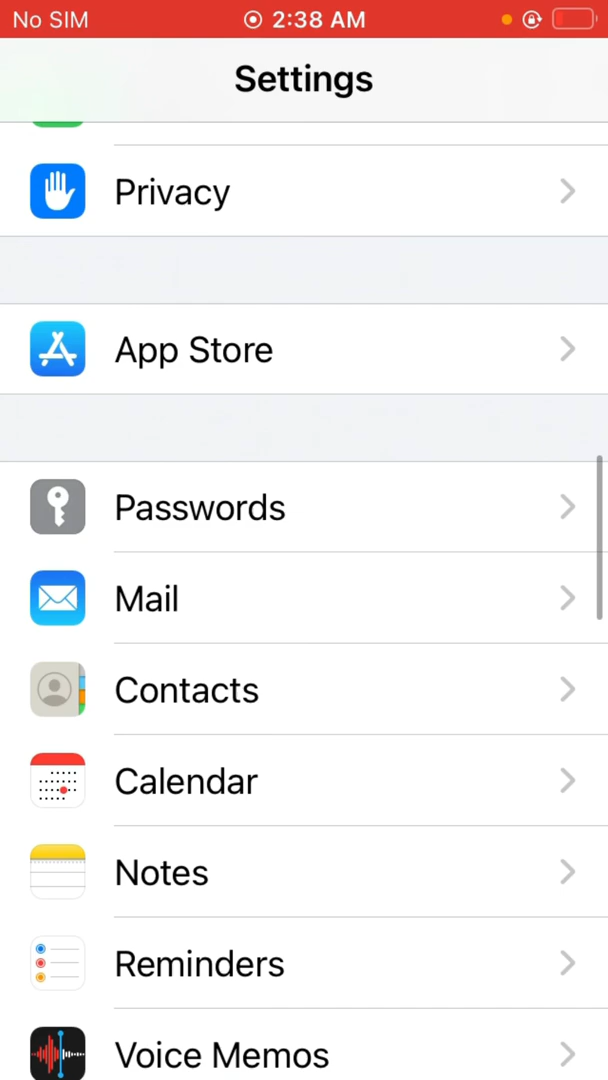 No SIM 2:38 AM
Settings
Privacy
App Store
Passwords
Mail
Contacts
Calendar
Notes
Reminders
Voice Memos